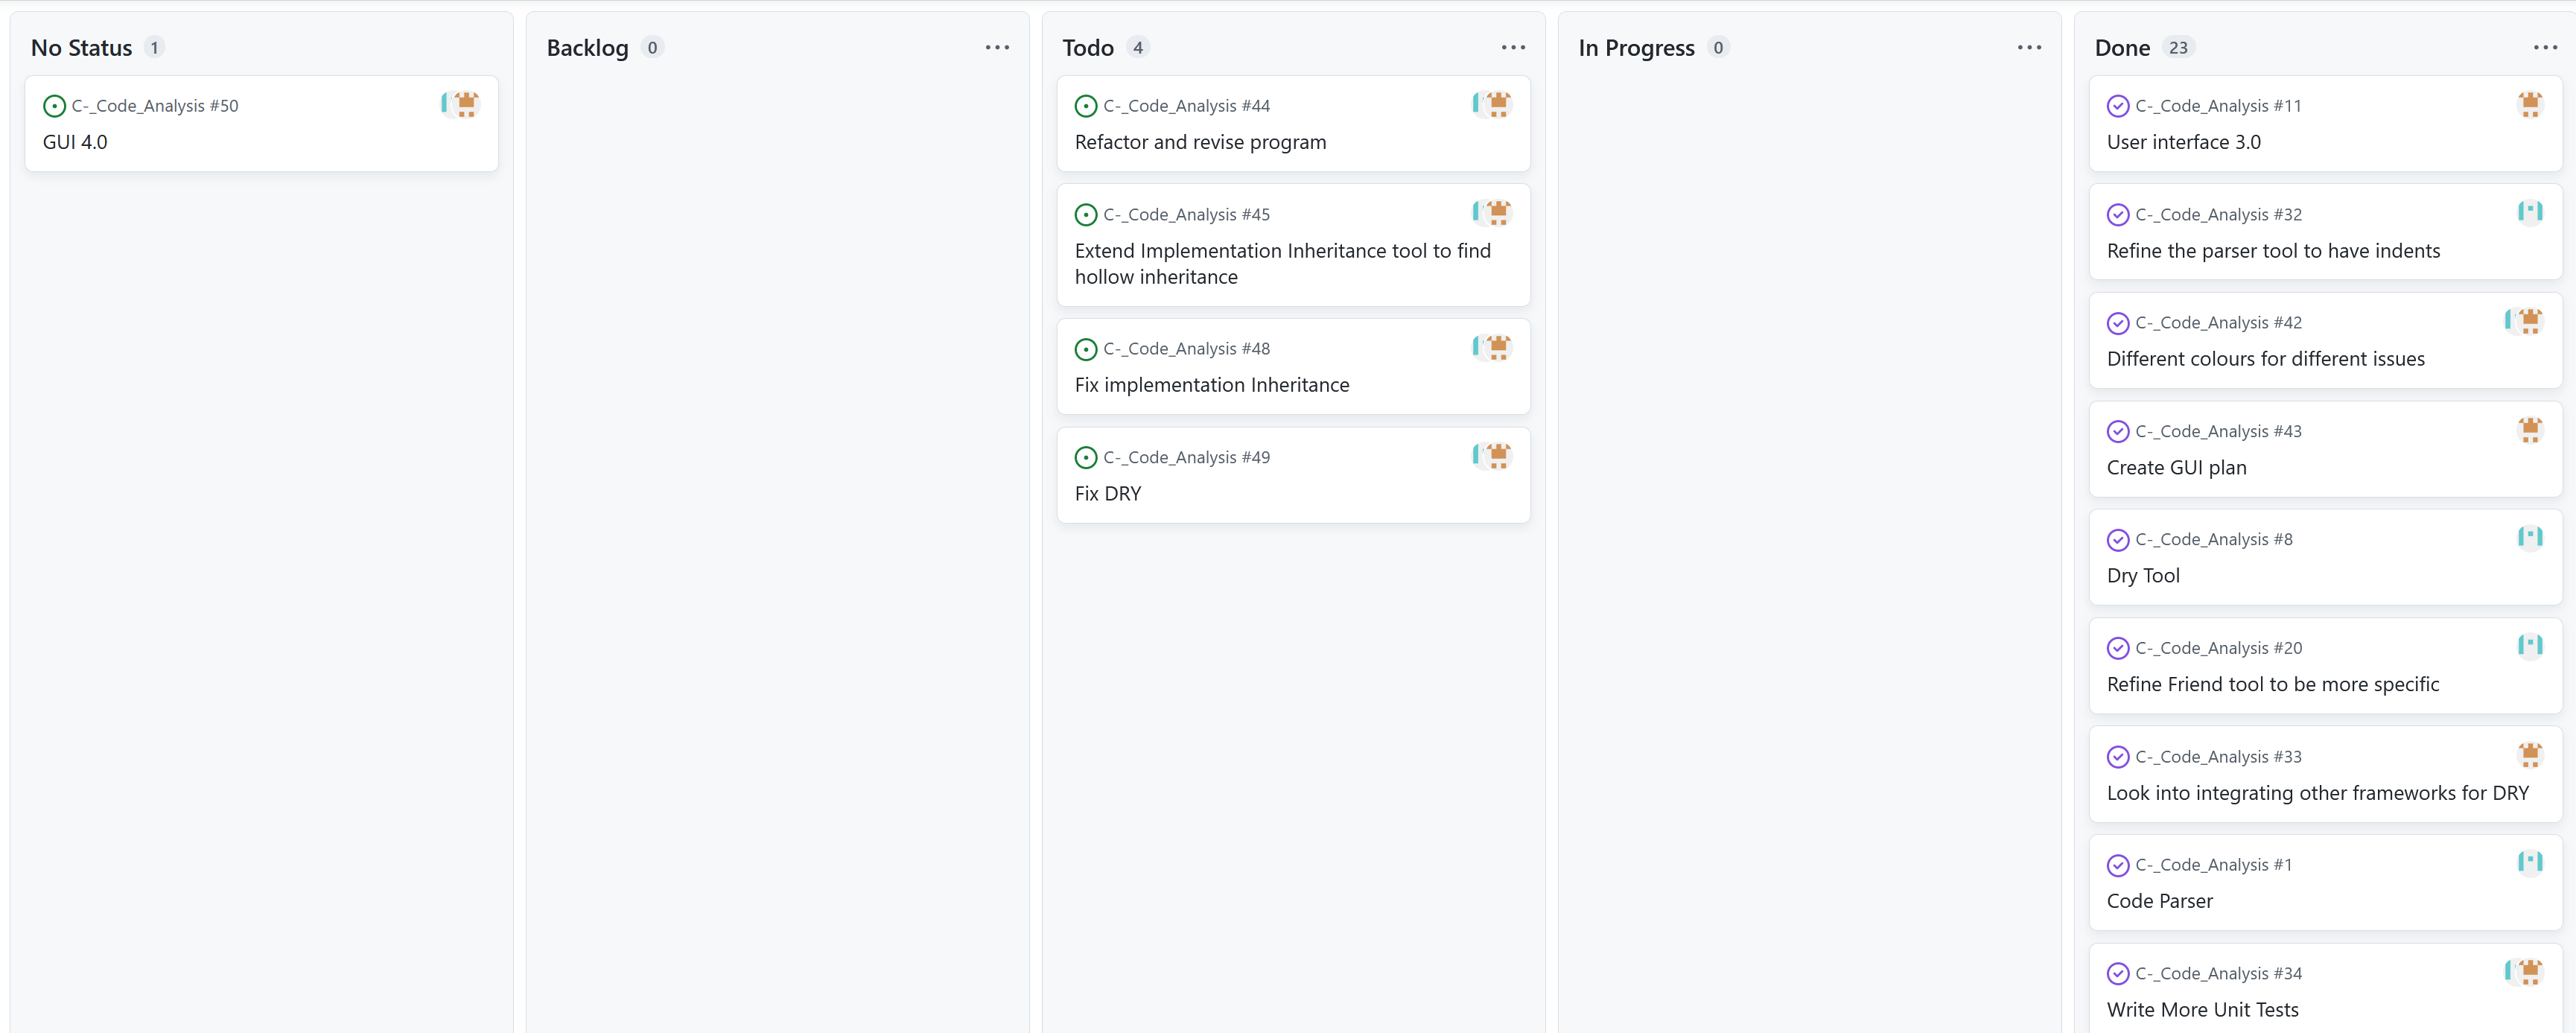 No Status 1
C-_Code_Analysis #50
GUI 4.0
Backlog 0
Todo 4
C-_Code_Analysis #44
Refactor and revise program
C-_Code_Analysis #45
Extend Implementation Inheritance tool to find
hollow inheritance
C-_Code_Analysis #48
Fix implementation Inheritance
C-_Code_Analysis #49
Fix DRY
In Progress 0
Done 23
C-_Code_Analysis #11
User interface 3.0
C-_Code_Analysis #32
Refine the parser tool to have indents
C-_Code_Analysis #42
Different colours for different issues
C-_Code_Analysis #43
Create GUI plan
C-_Code_Analysis #8
Dry Tool
C-_Code_Analysis #20
Refine Friend tool to be more specific
C-_Code_Analysis #33
Look into integrating other frameworks for DRY
C-_Code_Analysis #1
Code Parser
C-_Code_Analysis #34
Write More Unit Tests